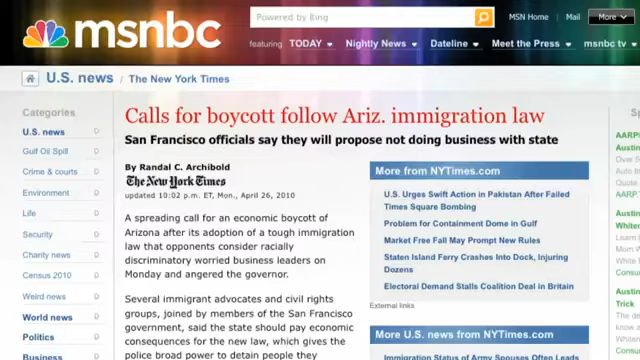 msnbc
Powered by Bing
MSN Home | Mail | More
featuring TODAY Nightly News Dateline Meet the Press msnbc tv
U.S. news / The New York Times
Categories
U.S. news
Gulf Oil Spill
Crime & courts
Environment
Life
Security
Charity news
Census 2010
Weird news
World news
Politics
Business
Calls for boycott follow Ariz. immigration law
San Francisco officials say they will propose not doing business with state
By Randal C. Archibold
The New York Times
updated 10:02 p.m. ET, Mon., April 26, 2010
A spreading call for an economic boycott of
Arizona after its adoption of a tough immigration
law that opponents consider racially
discriminatory worried business leaders on
Monday and angered the governor.
Several immigrant advocates and civil rights
groups, joined by members of the San Francisco
government, said the state should pay economic
consequences for the new law, which gives the
police broad power to detain people they
More from NYTimes.com
U.S. Urges Swift Action in Pakistan After Failed
Times Square Bombing
Problem for Containment Dome in Gulf
Market Free Fall May Prompt New Rules
Staten Island Ferry Crashes Into Dock, Injuring
Dozens
Electoral Demand Stalls Coalition Deal in Britain
External links
More U.S. news from NYTimes.com
Immigration Status of Army Spouses Often Leads
Sp
AARP
Austin
Over 5
Auto In
Quote
AARP.
Austin
White
Learn
Mom W
Austin
Trick